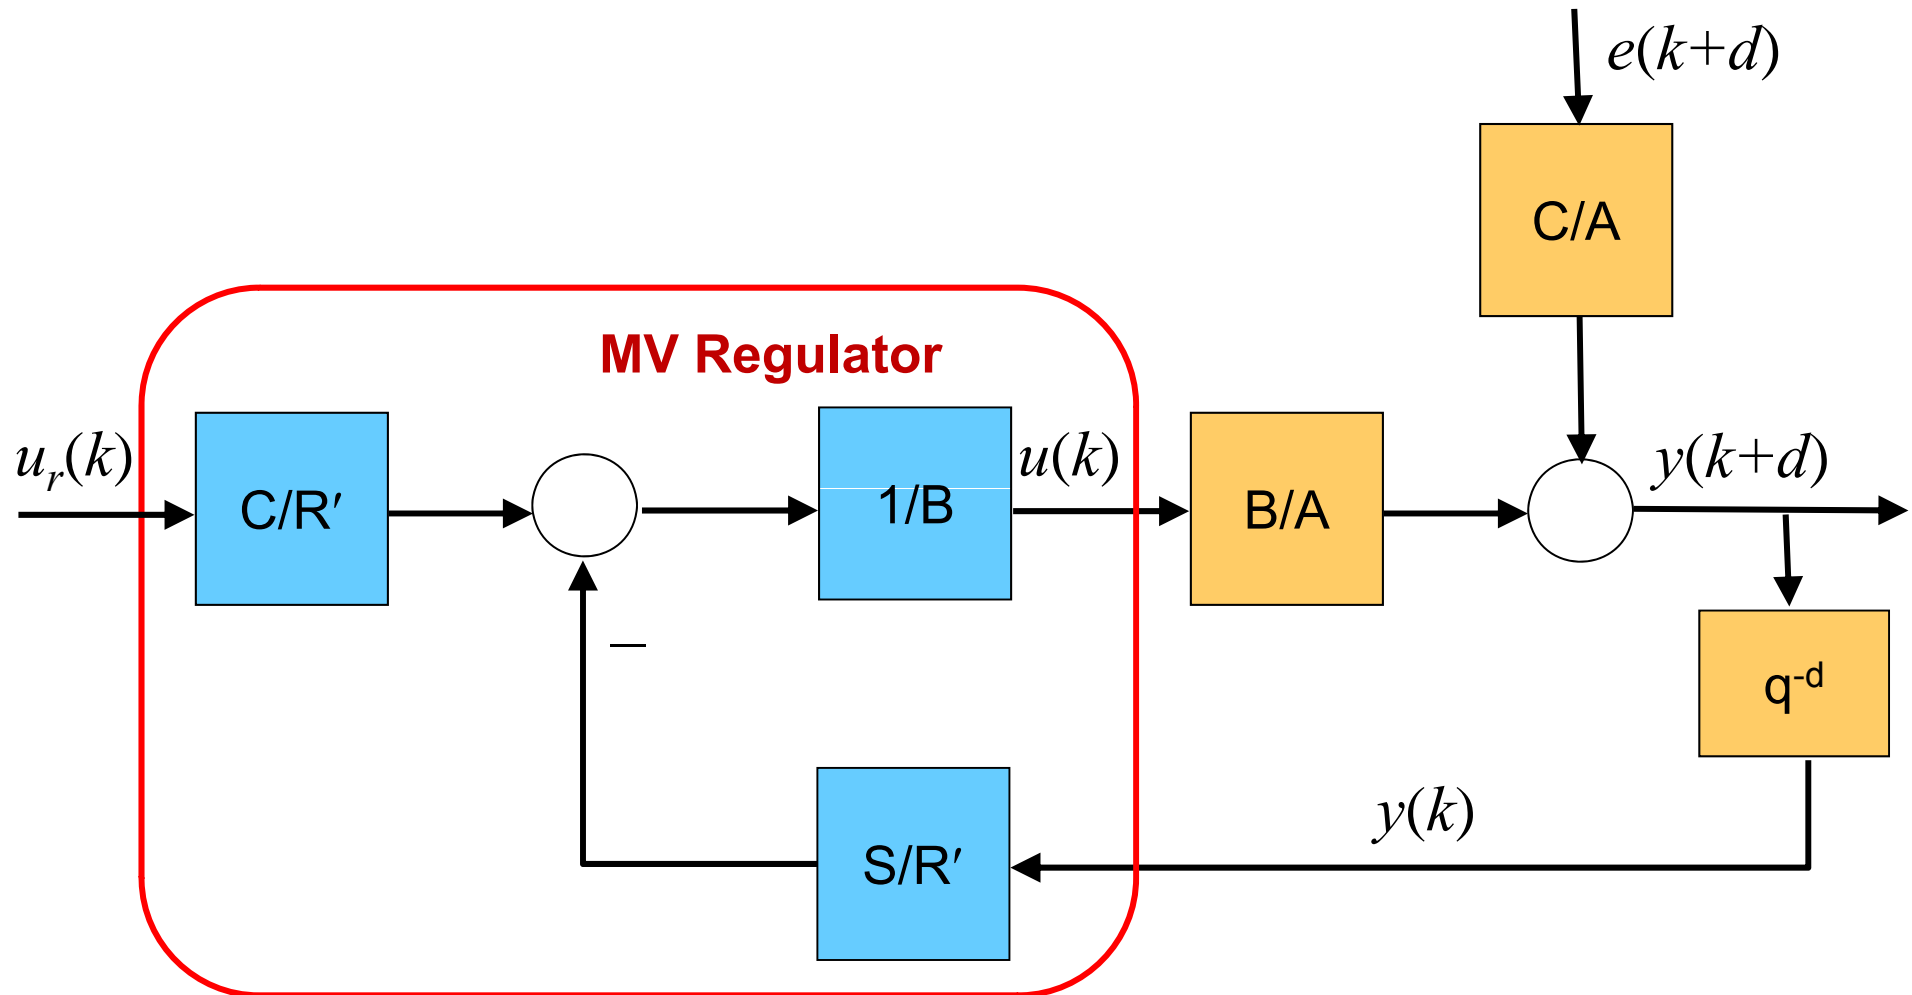 e(k+d)
C/A
MV Regulator
u_r(k)
C/R′
1/B
u(k)
B/A
y(k+d)
–
q^-d
y(k)
S/R′